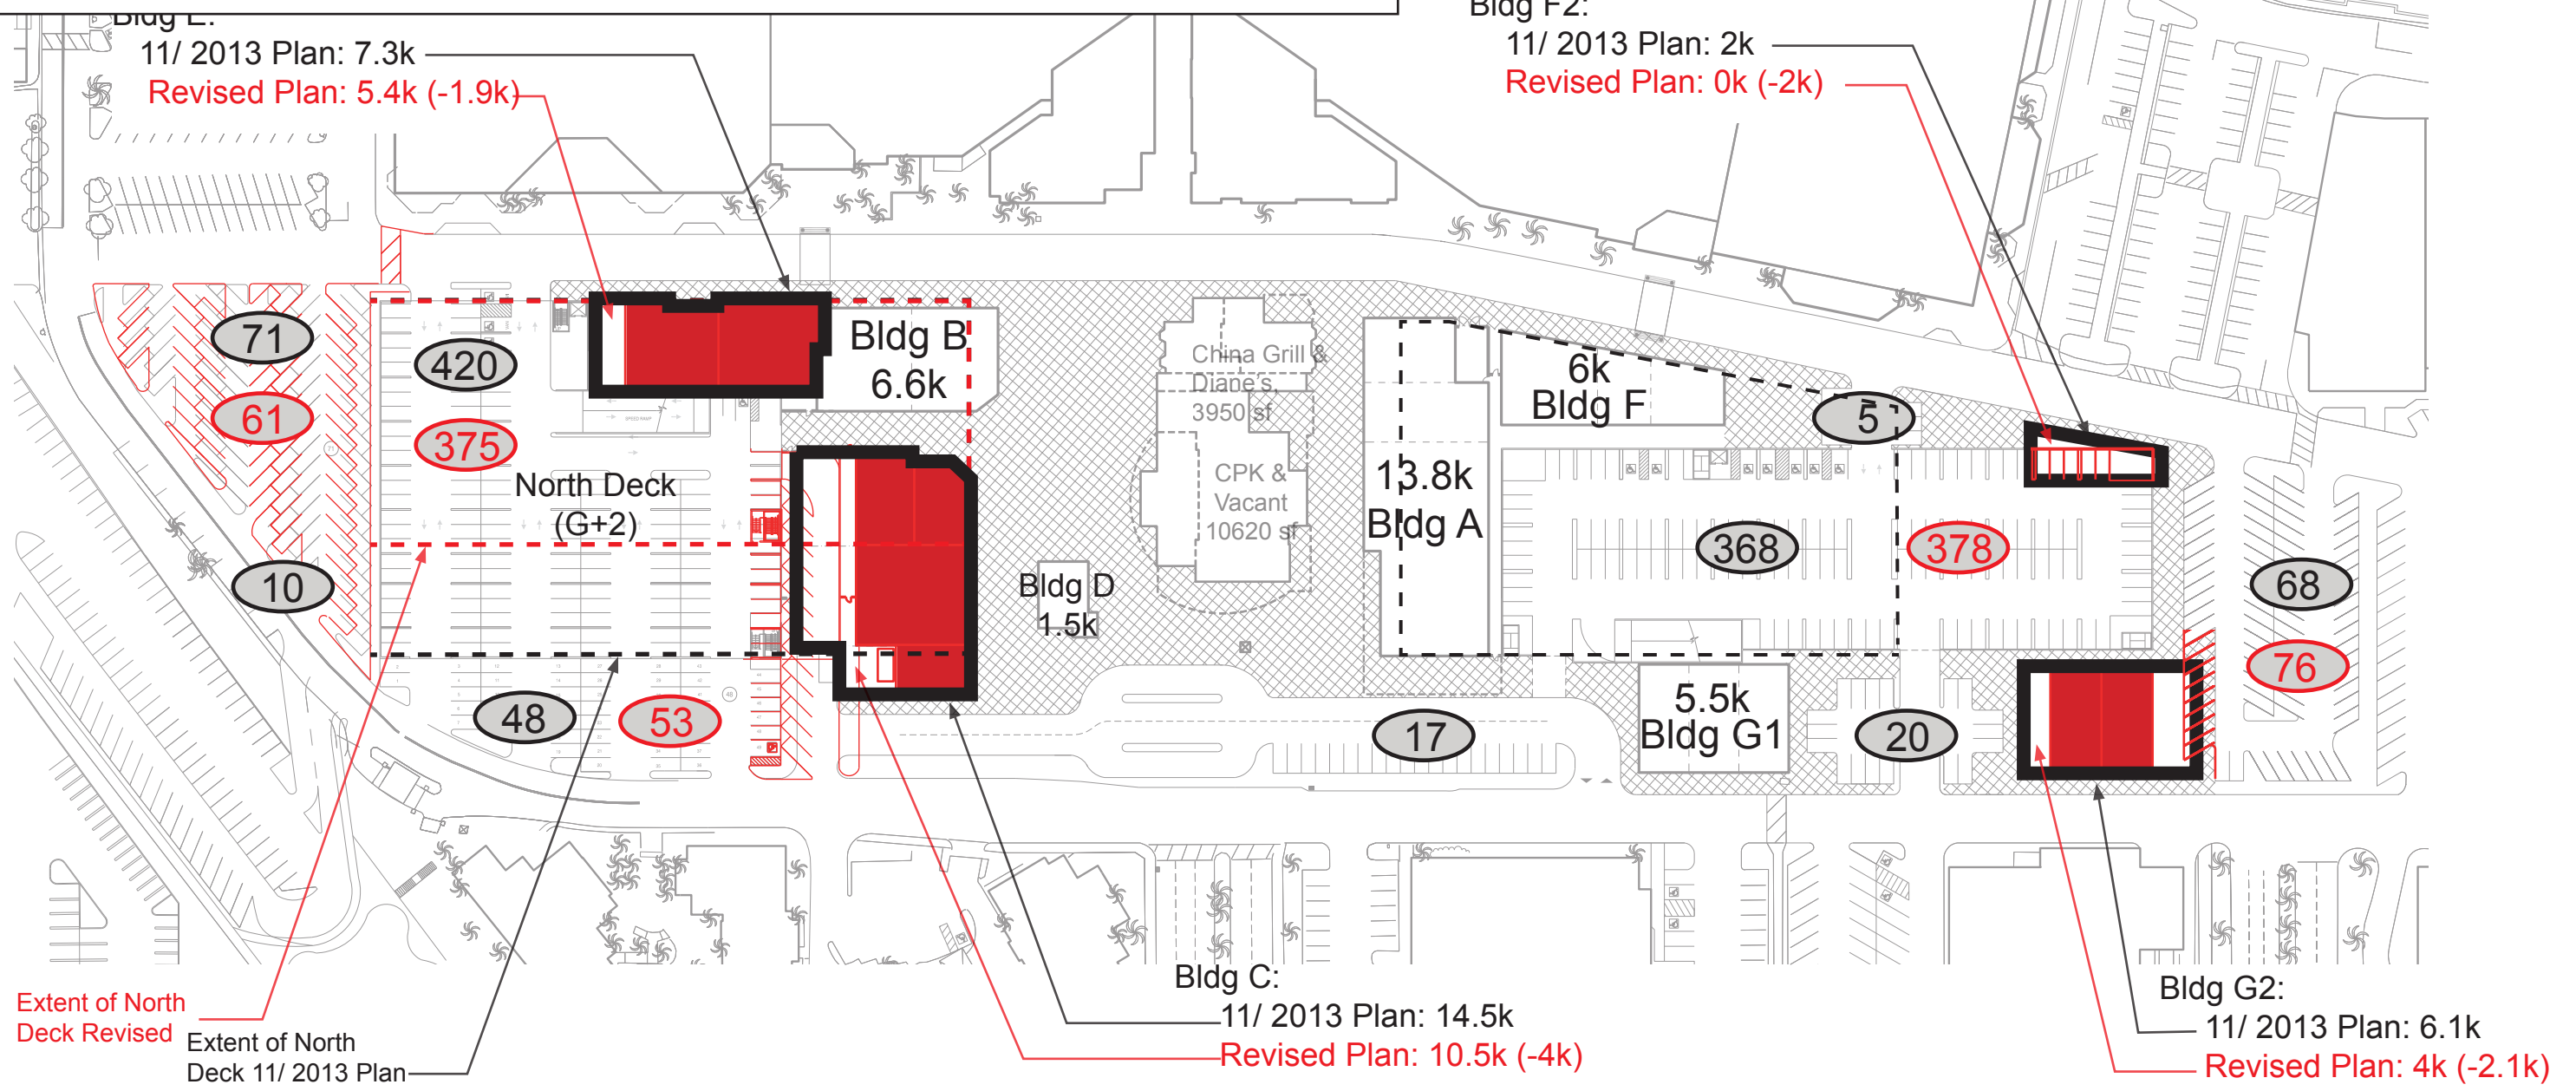 Bldg E:
11/ 2013 Plan: 7.3k
Revised Plan: 5.4k (-1.9k)
Bldg F2:
11/ 2013 Plan: 2k
Revised Plan: 0k (-2k)
71
61
10
420
375
North Deck
(G+2)
48
53
Bldg B
6.6k
China Grill &
Diane's,
3950 sf
CPK &
Vacant
10620 sf
Bldg D
1.5k
13.8k
Bldg A
6k
Bldg F
5
368
378
68
76
17
5.5k
Bldg G1
20
SPEED RAMP
Extent of North
Deck Revised
Extent of North
Deck 11/ 2013 Plan
Bldg C:
11/ 2013 Plan: 14.5k
Revised Plan: 10.5k (-4k)
Bldg G2:
11/ 2013 Plan: 6.1k
Revised Plan: 4k (-2.1k)